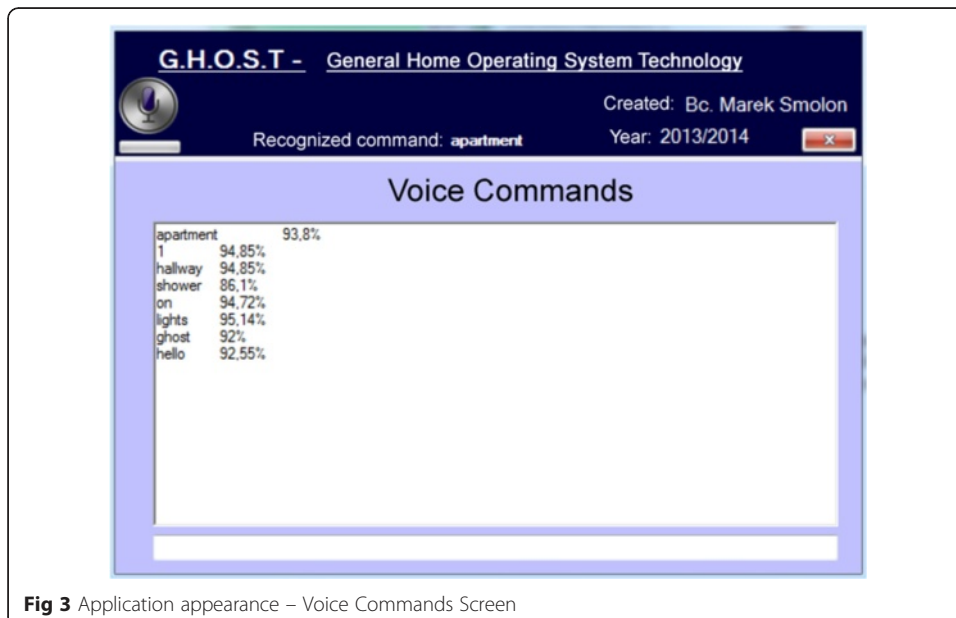 G.H.O.S.T - General Home Operating System Technology
Created: Bc. Marek Smolon
Recognized command: apartment Year: 2013/2014
x
Voice Commands
apartment 93,8%
1 94,85%
hallway 94,85%
shower 86,1%
on 94,72%
lights 95,14%
ghost 92%
hello 92,55%
Fig 3 Application appearance – Voice Commands Screen